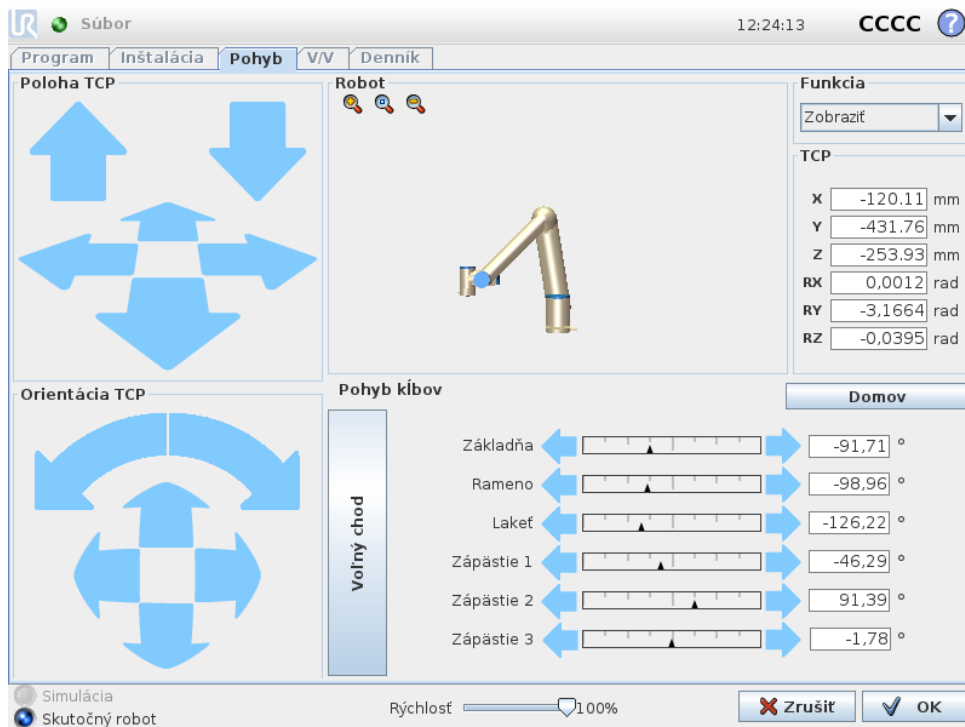 UR Súbor 12:24:13 CCCC ?
Program Inštalácia Pohyb V/V Denník
Poloha TCP
Robot
Funkcia
Zobraziť
TCP
X -120.11 mm
Y -431.76 mm
Z -253.93 mm
RX 0,0012 rad
RY -3,1664 rad
RZ -0,0395 rad
Orientácia TCP
Pohyb kĺbov
Domov
Voľný chod
Základňa -91,71 °
Rameno -98,96 °
Lakeť -126,22 °
Zápästie 1 -46,29 °
Zápästie 2 91,39 °
Zápästie 3 -1,78 °
Simulácia
Skutočný robot
Rýchlosť 100%
Zrušiť
OK